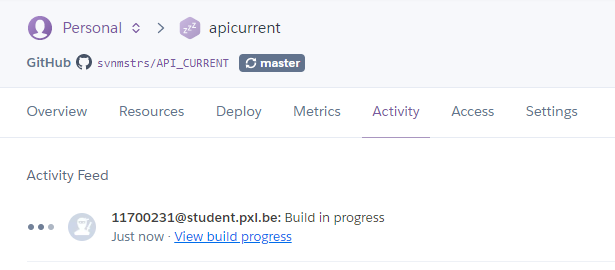 Personal apicurrent
GitHub svnmstrs/API_CURRENT master
Overview Resources Deploy Metrics Activity Access Settings
Activity Feed
11700231@student.pxl.be: Build in progress
Just now · View build progress